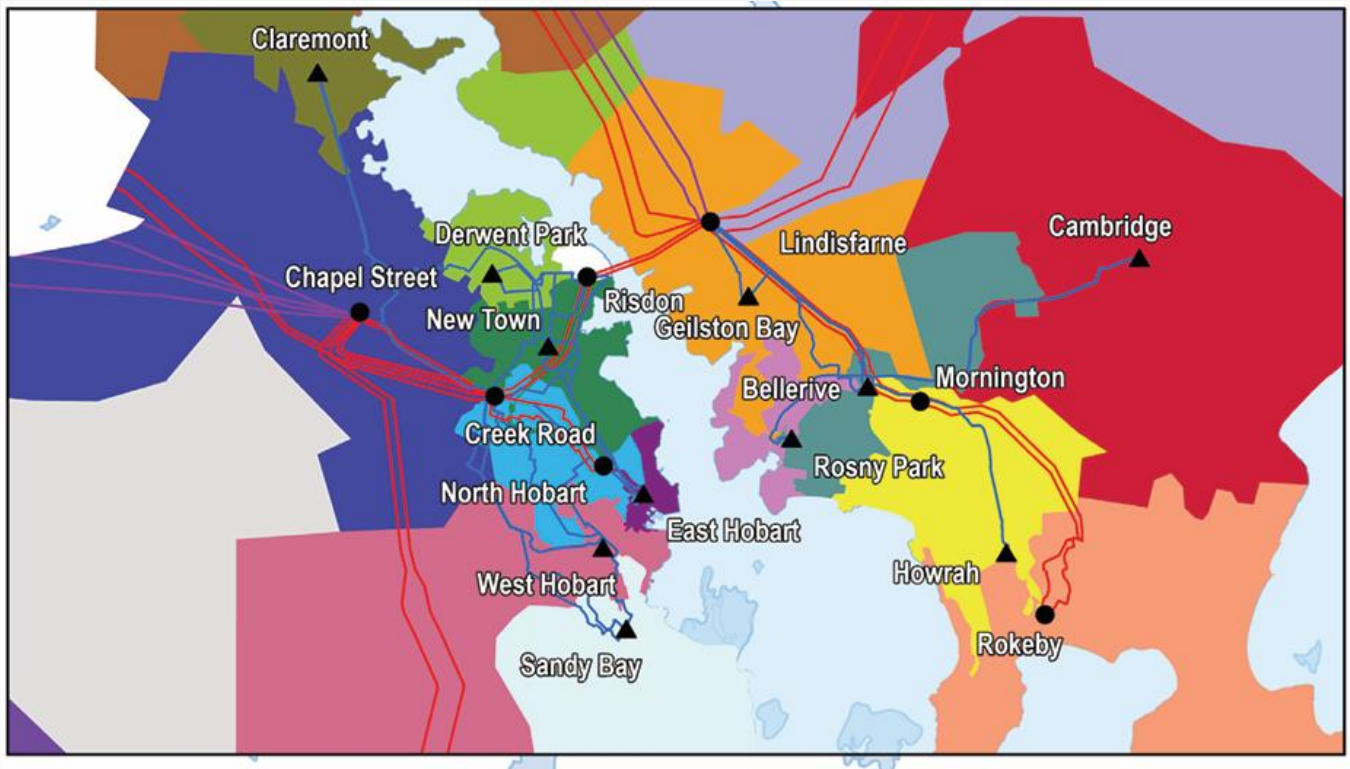 Claremont
Cambridge
Derwent Park
Lindisfarne
Chapel Street
Risdon
New Town
Geilston Bay
Mornington
Bellerive
Creek Road
Rosny Park
North Hobart
East Hobart
Howrah
West Hobart
Rokeby
Sandy Bay